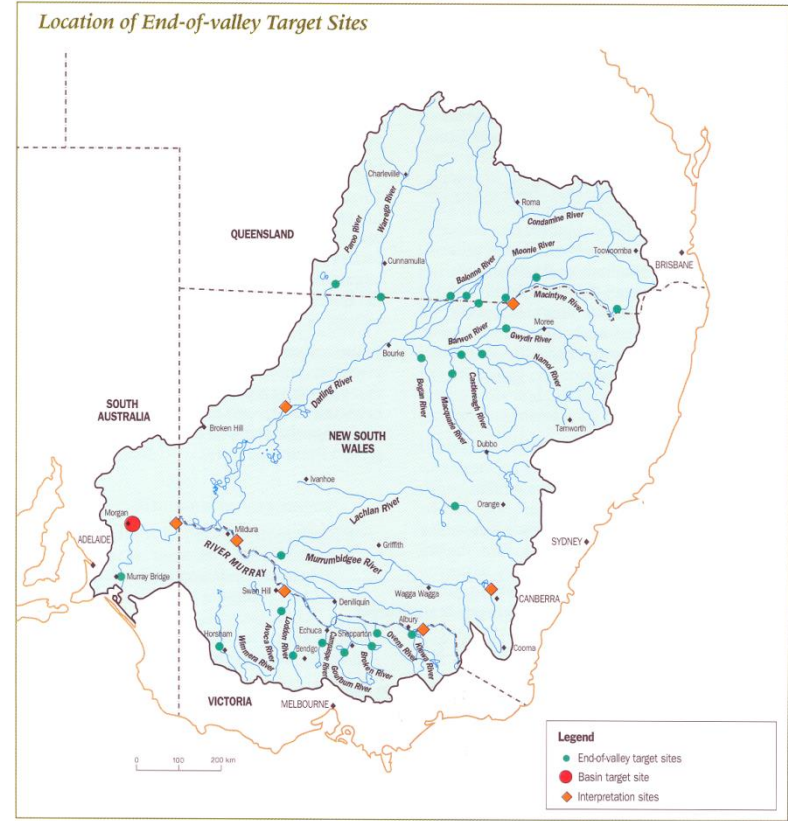 Location of End-of-valley Target Sites
Charleville
Roma
Paroo River
Warrego River
Condamine River
QUEENSLAND
Moonie River
Toowoomba
BRISBANE
Cunnamulla
Balonne River
Macintyre River
Barwon River
Moree
Gwydir River
Bourke
Namoi River
Darling River
Bogan River
Castlereagh River
Macquarie River
SOUTH
AUSTRALIA
Broken Hill
NEW SOUTH
WALES
Tamworth
Dubbo
Ivanhoe
Orange
Lachlan River
Morgan
Mildura
ADELAIDE
Griffith
SYDNEY
RIVER MURRAY
Murrumbidgee River
Murray Bridge
Swan Hill
Wagga Wagga
CANBERRA
Deniliquin
Albury
Horsham
Wimmera River
Avoca River
Loddon River
Echuca
Shepparton
Bendigo
Campaspe River
Broken River
Ovens River
Kiewa River
Cooma
Goulburn River
VICTORIA
MELBOURNE
0 100 200 km
Legend
End-of-valley target sites
Basin target site
Interpretation sites